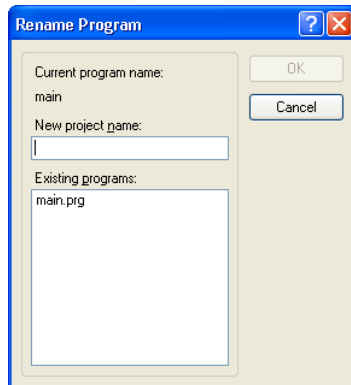 Rename Program
Current program name:
OK
main
Cancel
New project name:
Existing programs:
main.prg